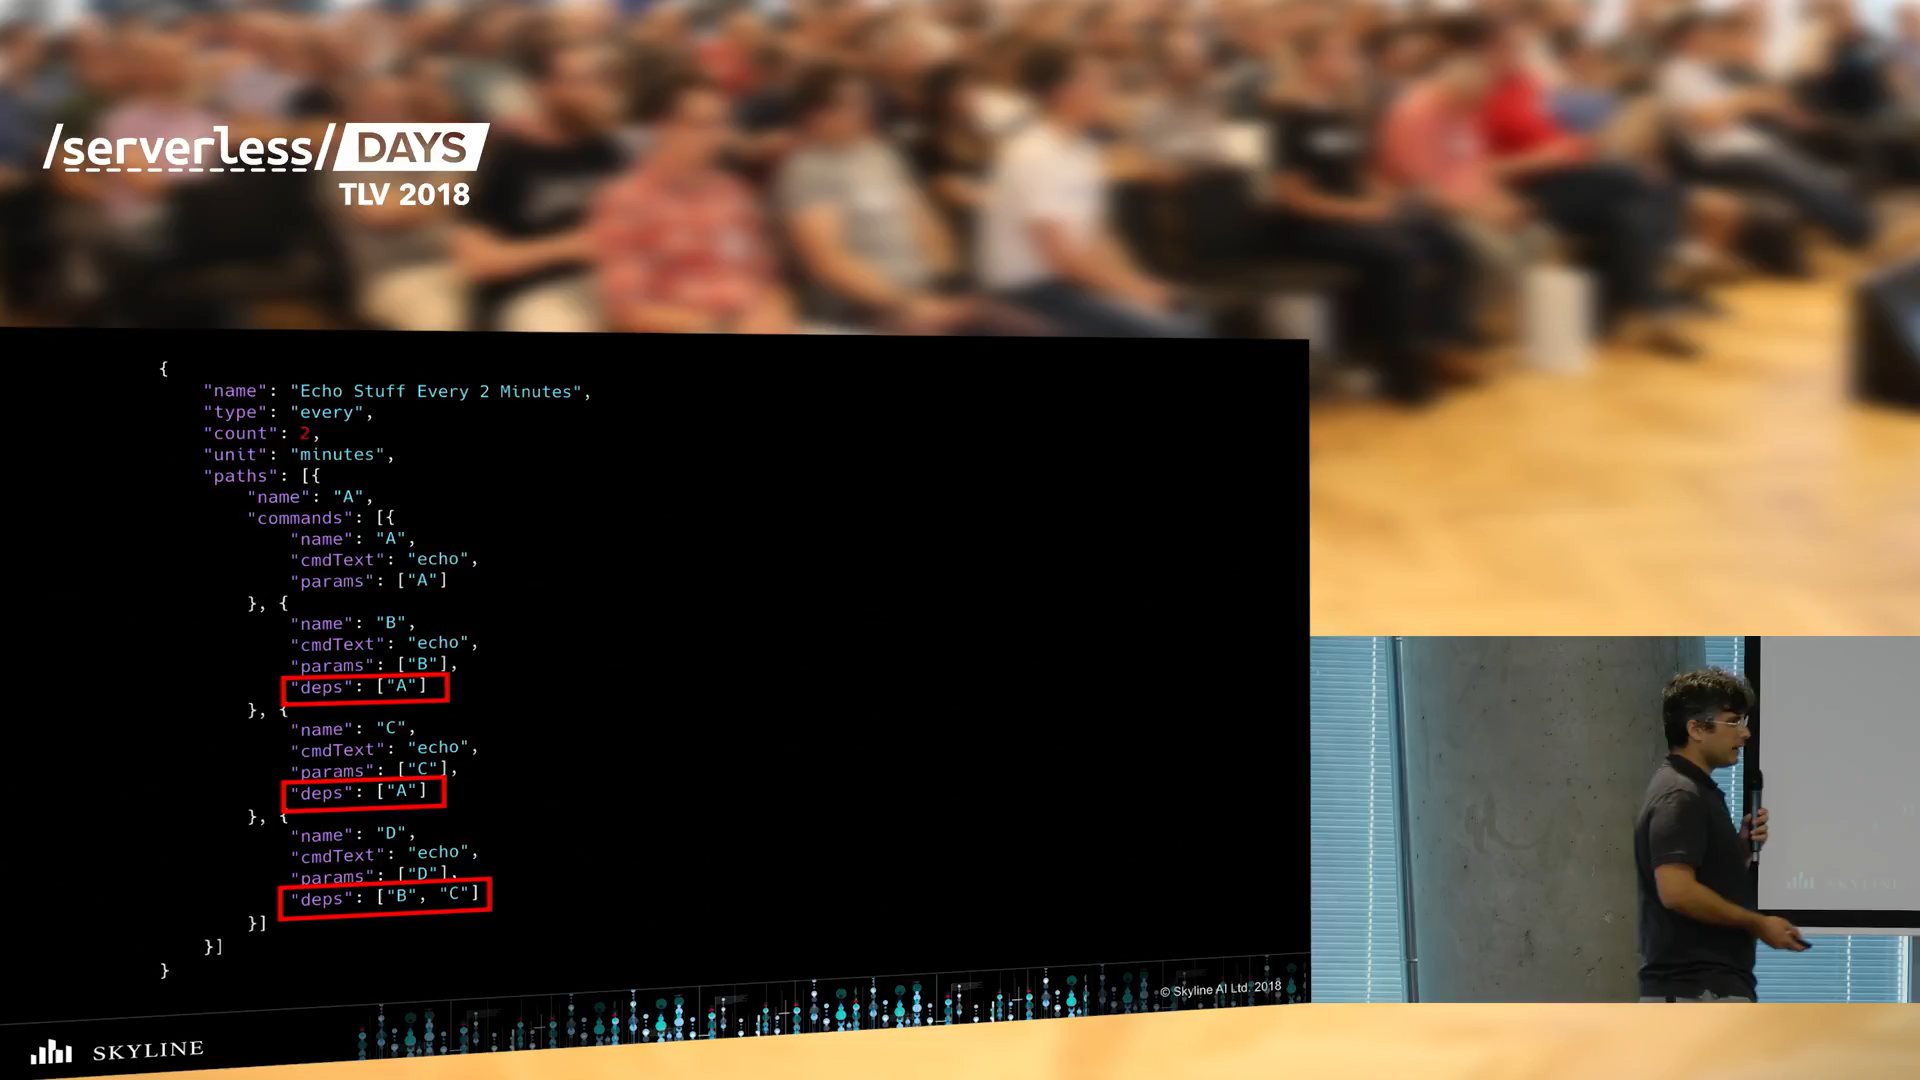 /serverless/DAYS
TLV 2018
{
"name": "Echo Stuff Every 2 Minutes",
"type": "every",
"count": 2,
"unit": "minutes",
"paths": [{
"name": "A",
"commands": [{
"name": "A",
"cmdText": "echo",
"params": ["A"]
}, {
"name": "B",
"cmdText": "echo",
"params": ["B"],
"deps": ["A"]
}, {
"name": "C",
"cmdText": "echo",
"params": ["C"],
"deps": ["A"]
}, {
"name": "D",
"cmdText": "echo",
"params": ["D"],
"deps": ["B", "C"]
}]
}]
}
© Skyline AI Ltd. 2018
SKYLINE
SKYLINE